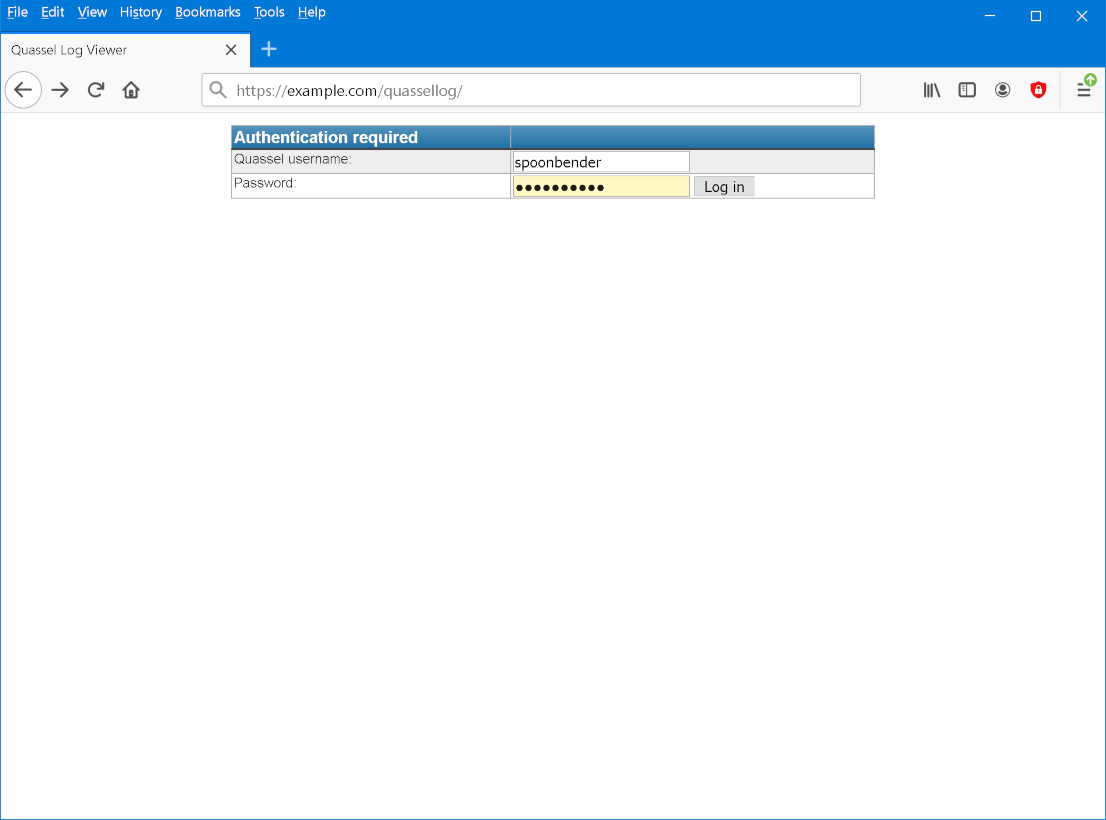 File Edit View History Bookmarks Tools Help
Quassel Log Viewer
https://example.com/quassellog/
Authentication required
Quassel username: spoonbender
Password: ●●●●●●●●●● Log in